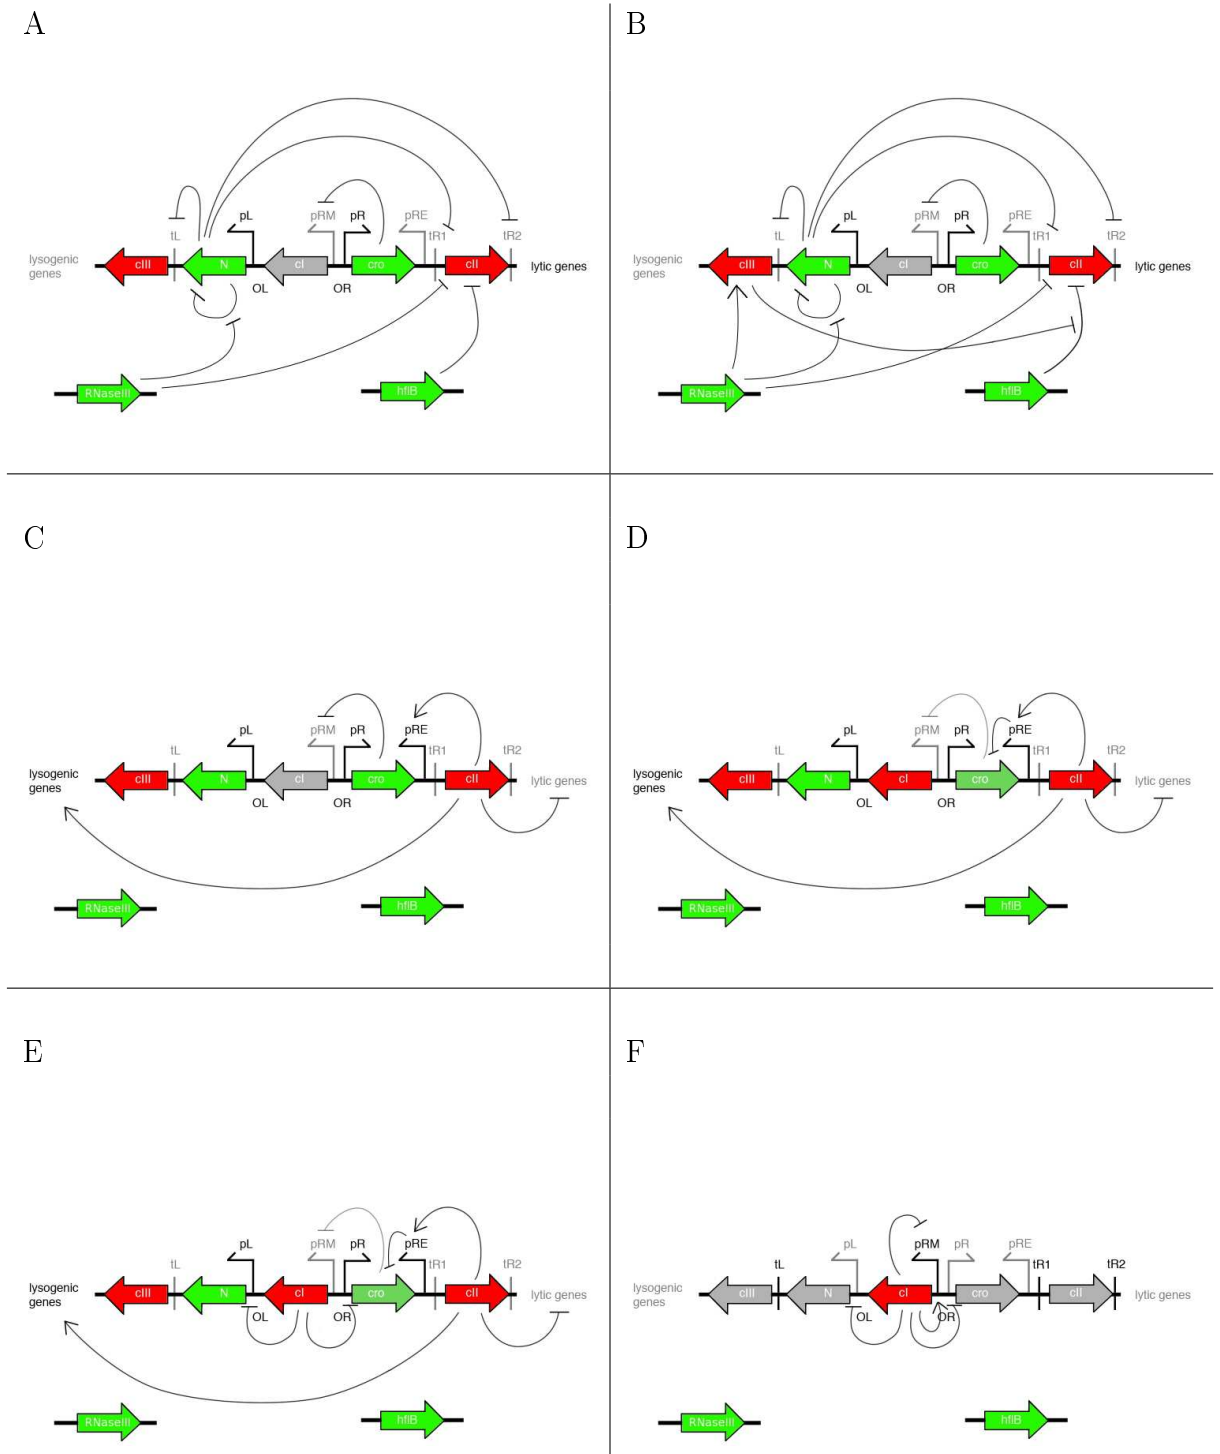 A
pL
pRM
pR
pRE
tL
tR1
tR2
lysogenic
genes
cIII
N
cI
cro
cII
lytic genes
OL
OR
RNaseIII
hflB
B
pL
pRM
pR
pRE
tL
tR1
tR2
lysogenic
genes
cIII
N
cI
cro
cII
lytic genes
OL
OR
RNaseIII
hflB
C
pL
pRM
pR
pRE
tL
tR1
tR2
lysogenic
genes
cIII
N
cI
cro
cII
lytic genes
OL
OR
RNaseIII
hflB
D
pL
pRM
pR
pRE
tL
tR1
tR2
lysogenic
genes
cIII
N
cI
cro
cII
lytic genes
OL
OR
RNaseIII
hflB
E
pL
pRM
pR
pRE
tL
tR1
tR2
lysogenic
genes
cIII
N
cI
cro
cII
lytic genes
OL
OR
RNaseIII
hflB
F
pL
pRM
pR
pRE
tL
tR1
tR2
lysogenic
genes
cIII
N
cI
cro
cII
lytic genes
OL
OR
RNaseIII
hflB